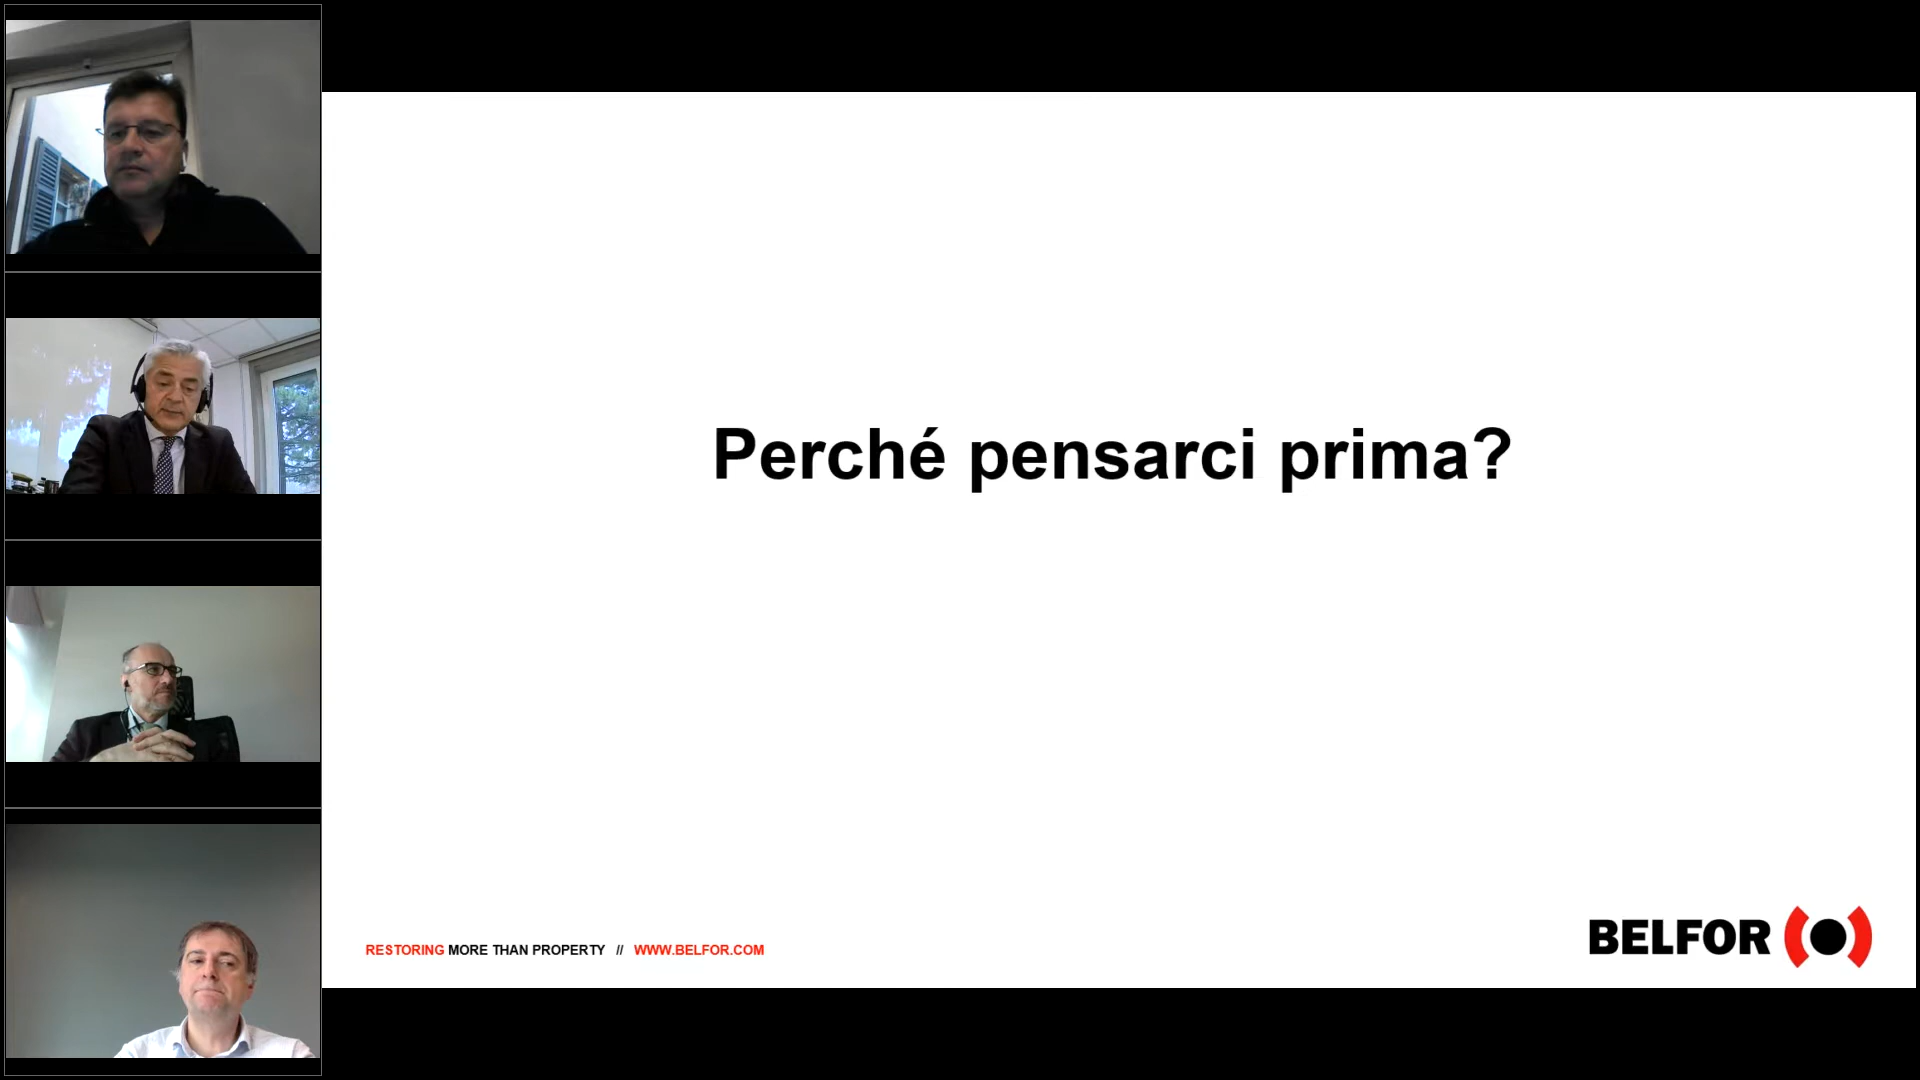 Perché pensarci prima?
RESTORING MORE THAN PROPERTY // WWW.BELFOR.COM
BELFOR